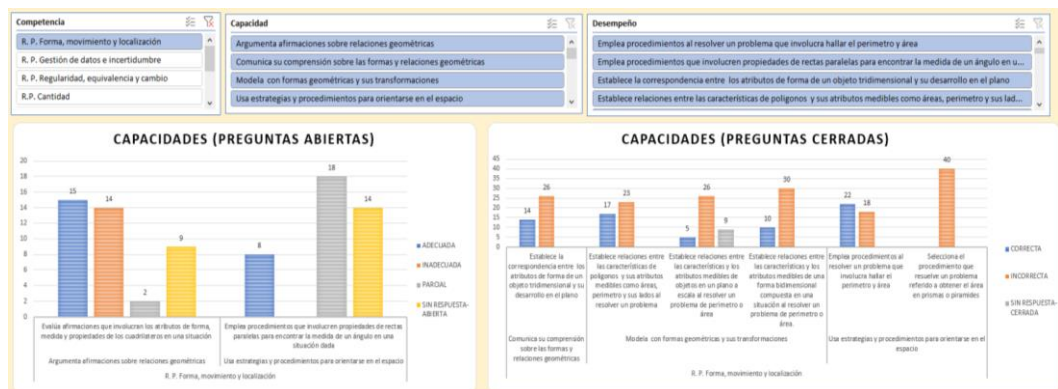 Competencia
R. P. Forma, movimiento y localización
R. P. Gestión de datos e incertidumbre
R. P. Regularidad, equivalencia y cambio
R.P. Cantidad
Capacidad
Argumenta afirmaciones sobre relaciones geométricas
Comunica su comprensión sobre las formas y relaciones geométricas
Modela con formas geométricas y sus transformaciones
Usa estrategias y procedimientos para orientarse en el espacio
Desempeño
Emplea procedimientos al resolver un problema que involucra hallar el perimetro y área
Emplea procedimientos que involucren propiedades de rectas paralelas para encontrar la medida de un ángulo en u...
Establece la correspondencia entre los atributos de forma de un objeto tridimensional y su desarrollo en el plano
Establece relaciones entre las características de polígonos y sus atributos medibles como áreas, perimetro y sus lad...
CAPACIDADES (PREGUNTAS ABIERTAS)
20
18
16
14
12
10
8
6
4
2
0
15
14
2
9
8
18
14
ADECUADA
INADECUADA
PARCIAL
SIN RESPUESTA-
ABIERTA
Evalúa afirmaciones que involucran los atributos de forma,
medida y propiedades de los cuadriláteros en una situación
Emplea procedimientos que involucren propiedades de rectas
paralelas para encontrar la medida de un ángulo en una
situación dada
Argumenta afirmaciones sobre relaciones geométricas
Usa estrategias y procedimientos para orientarse en el espacio
R. P. Forma, movimiento y localización
CAPACIDADES (PREGUNTAS CERRADAS)
45
40
35
30
25
20
15
10
5
0
14
26
17
23
5
26
9
10
30
22
18
40
CORRECTA
INCORRECTA
SIN RESPUESTA-
CERRADA
Establece la
correspondencia entre los
atributos de forma de un
objeto tridimensional y su
desarrollo en el plano
Establece relaciones entre
las características de
polígonos y sus atributos
medibles como áreas,
perimetro y sus lados al
resolver un problema
Establece relaciones entre
las características y los
atributos medibles de
objetos en un plano a
escala al resolver un
problema de perimetro o
área
Establece relaciones entre
las características y los
atributos medibles de una
forma bidimensional
compuesta en una
situación al resolver un
problema de perimetro o
área.
Emplea procedimientos al
resolver un problema que
involucra hallar el
perimetro y área
Selecciona el
procedimiento que
resuelve un problema
referido a obtener el área
en prismas o piramides
Comunica su comprensión
sobre las formas y
relaciones geométricas
Modela con formas geométricas y sus transformaciones
Usa estrategias y procedimientos para orientarse en el
espacio
R. P. Forma, movimiento y localización